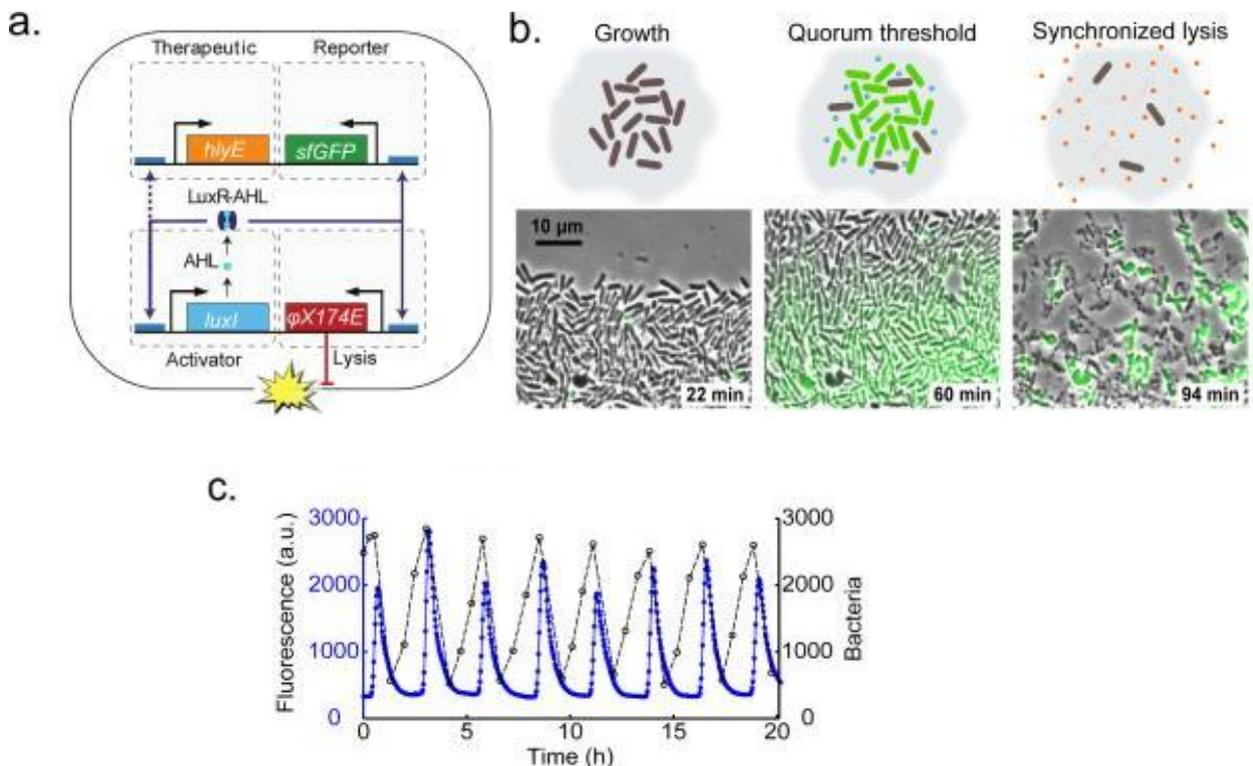 a.
Therapeutic Reporter
hlyE sfGFP
LuxR-AHL
AHL
luxI φX174E
Activator Lysis
b.
Growth Quorum threshold Synchronized lysis
10 μm
22 min 60 min 94 min
c.
Fluorescence (a.u.)
3000
2000
1000
0
0 5 10 15 20
Time (h)
3000
2000
1000
0
Bacteria